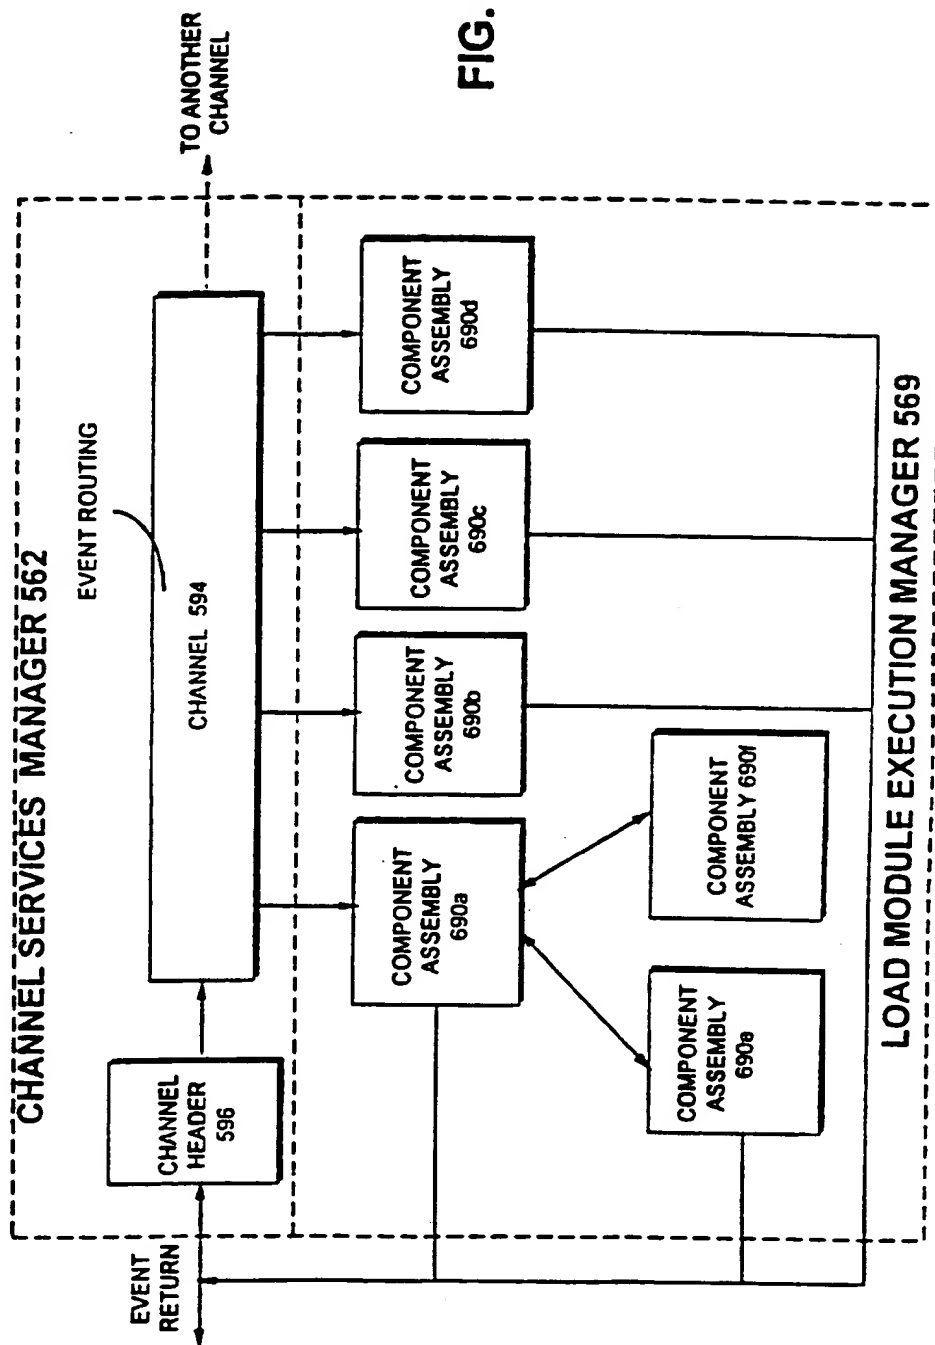 CHANNEL SERVICES MANAGER 562
EVENT
RETURN
CHANNEL
HEADER
596
EVENT ROUTING
CHANNEL 594
TO ANOTHER
CHANNEL
COMPONENT
ASSEMBLY
690a
COMPONENT
ASSEMBLY
690b
COMPONENT
ASSEMBLY
690c
COMPONENT
ASSEMBLY
690d
COMPONENT
ASSEMBLY
690e
COMPONENT
ASSEMBLY 690f
LOAD MODULE EXECUTION MANAGER 569
FIG.